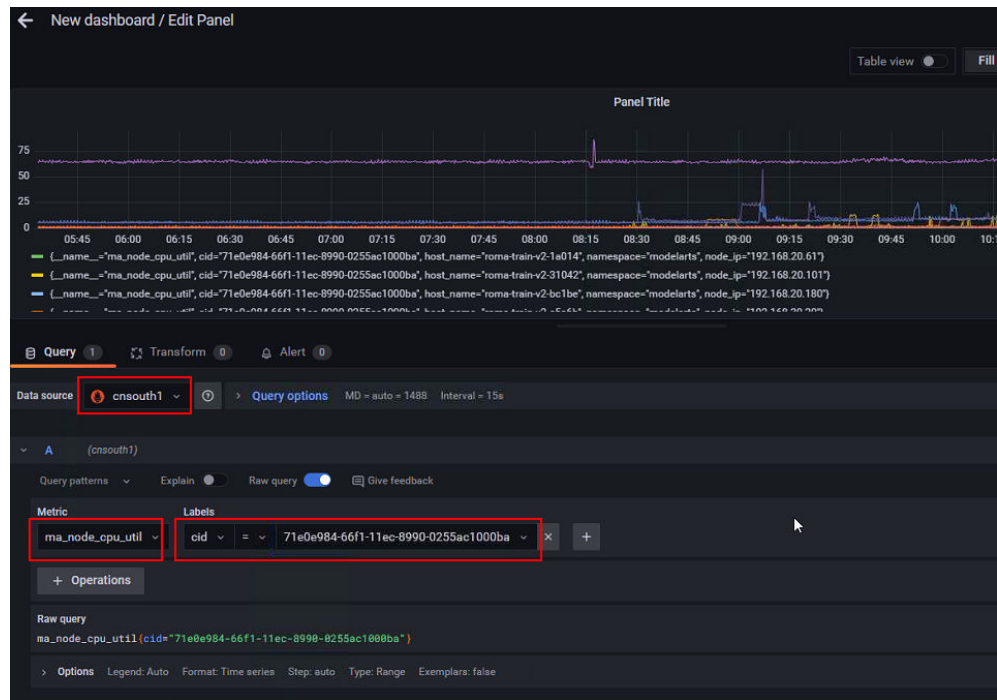 New dashboard / Edit Panel
Table view Fill
Panel Title
75
50
25
0
05:45 06:00 06:15 06:30 06:45 07:00 07:15 07:30 07:45 08:00 08:15 08:30 08:45 09:00 09:15 09:30 09:45 10:00
{__name__="ma_node_cpu_util", cid="71e0e984-66f1-11ec-8990-0255ac1000ba", host_name="roma-train-v2-1a014", namespace="modelarts", node_ip="192.168.20.61"}
{__name__="ma_node_cpu_util", cid="71e0e984-66f1-11ec-8990-0255ac1000ba", host_name="roma-train-v2-31042", namespace="modelarts", node_ip="192.168.20.101"}
{__name__="ma_node_cpu_util", cid="71e0e984-66f1-11ec-8990-0255ac1000ba", host_name="roma-train-v2-bc1be", namespace="modelarts", node_ip="192.168.20.180"}
Query 1 Transform 0 Alert 0
Data source cnsouth1 Query options MD = auto = 1488 Interval = 15s
A (cnsouth1)
Query patterns Explain Raw query Give feedback
Metric Labels
ma_node_cpu_util cid = 71e0e984-66f1-11ec-8990-0255ac1000ba × +
+ Operations
Raw query
ma_node_cpu_util{cid="71e0e984-66f1-11ec-8990-0255ac1000ba"}
Options Legend: Auto Format: Time series Step: auto Type: Range Exemplars: false